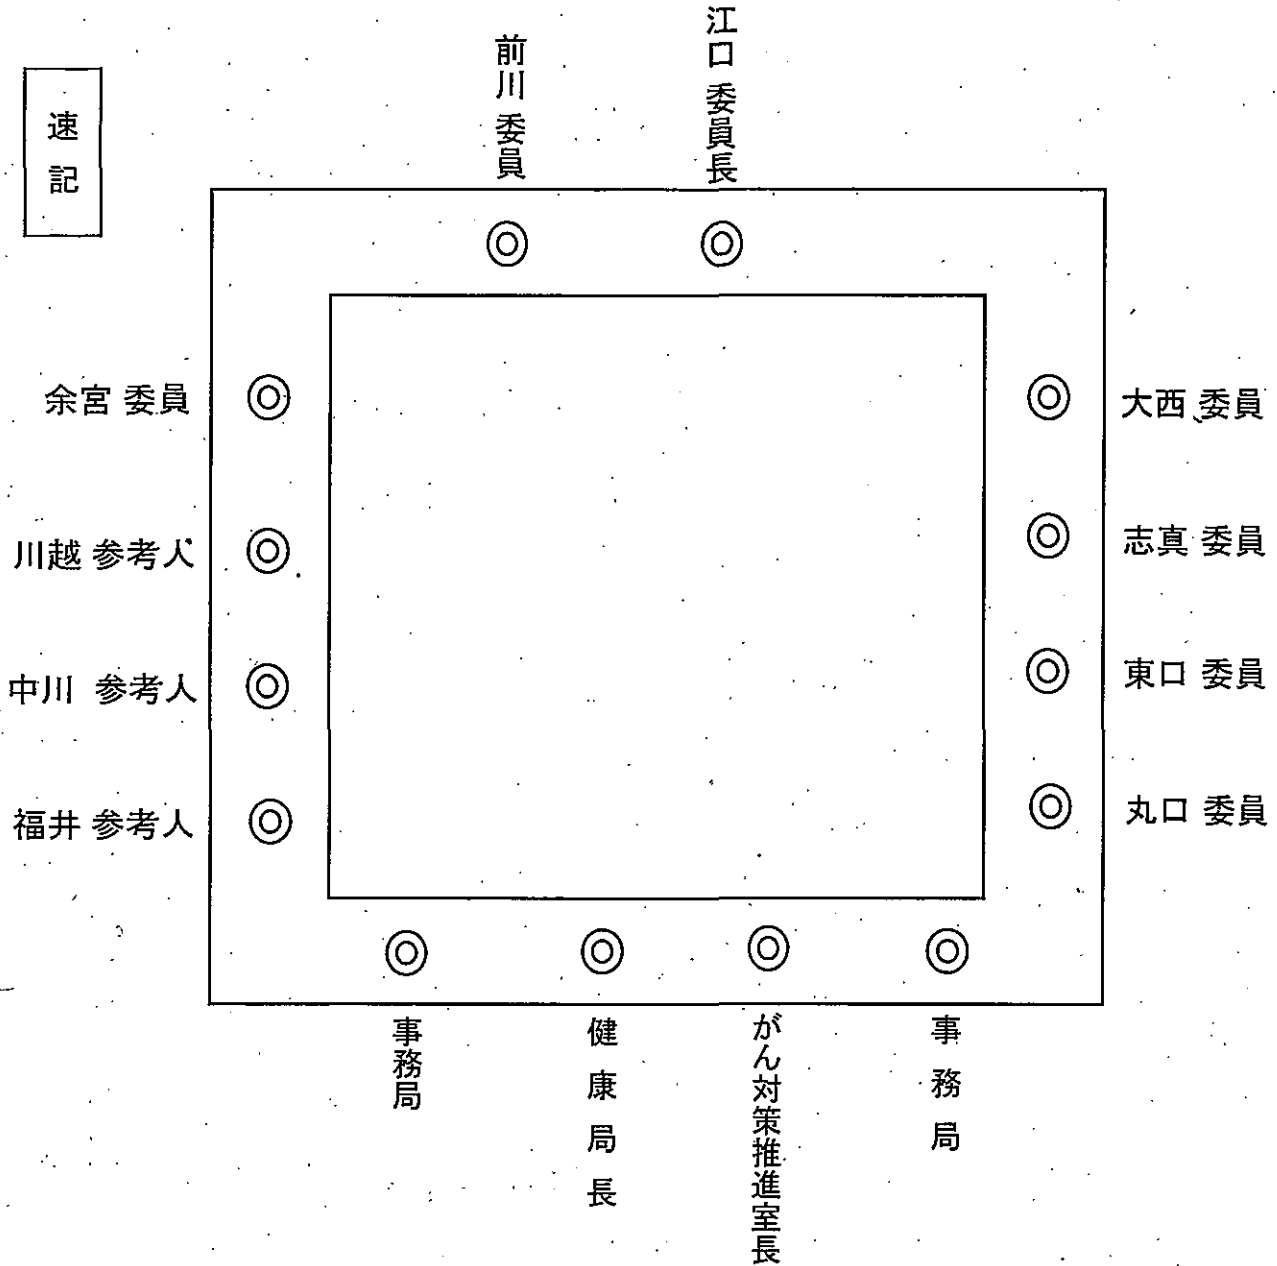 速記
前川 委員
江口 委員長
余宮 委員
川越 参考人
中川 参考人
福井 参考人
大西 委員
志真 委員
東口 委員
丸口 委員
事務局
健康局長
がん対策推進室長
事務局